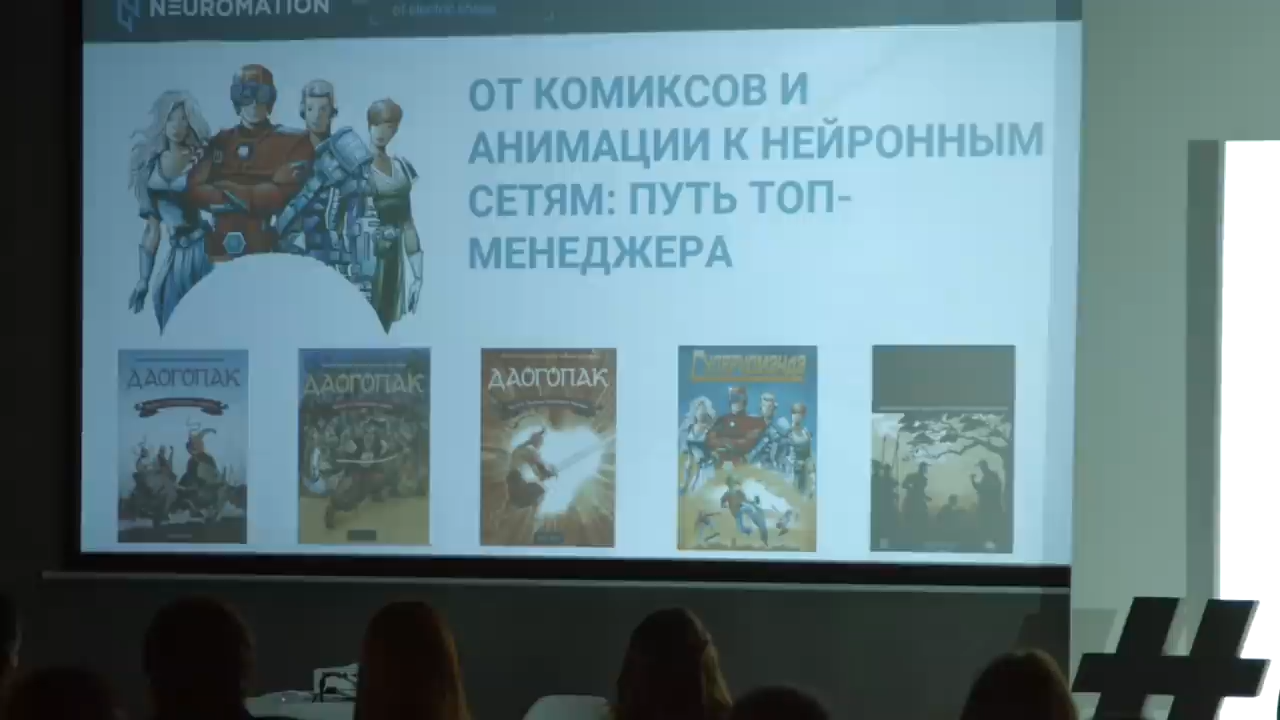 NEUROMATION
ОТ КОМИКСОВ И
АНИМАЦИИ К НЕЙРОННЫМ
СЕТЯМ: ПУТЬ ТОП-
МЕНЕДЖЕРА
ДАОГОПАК
ДАОГОПАК
ДАОГОПАК
#